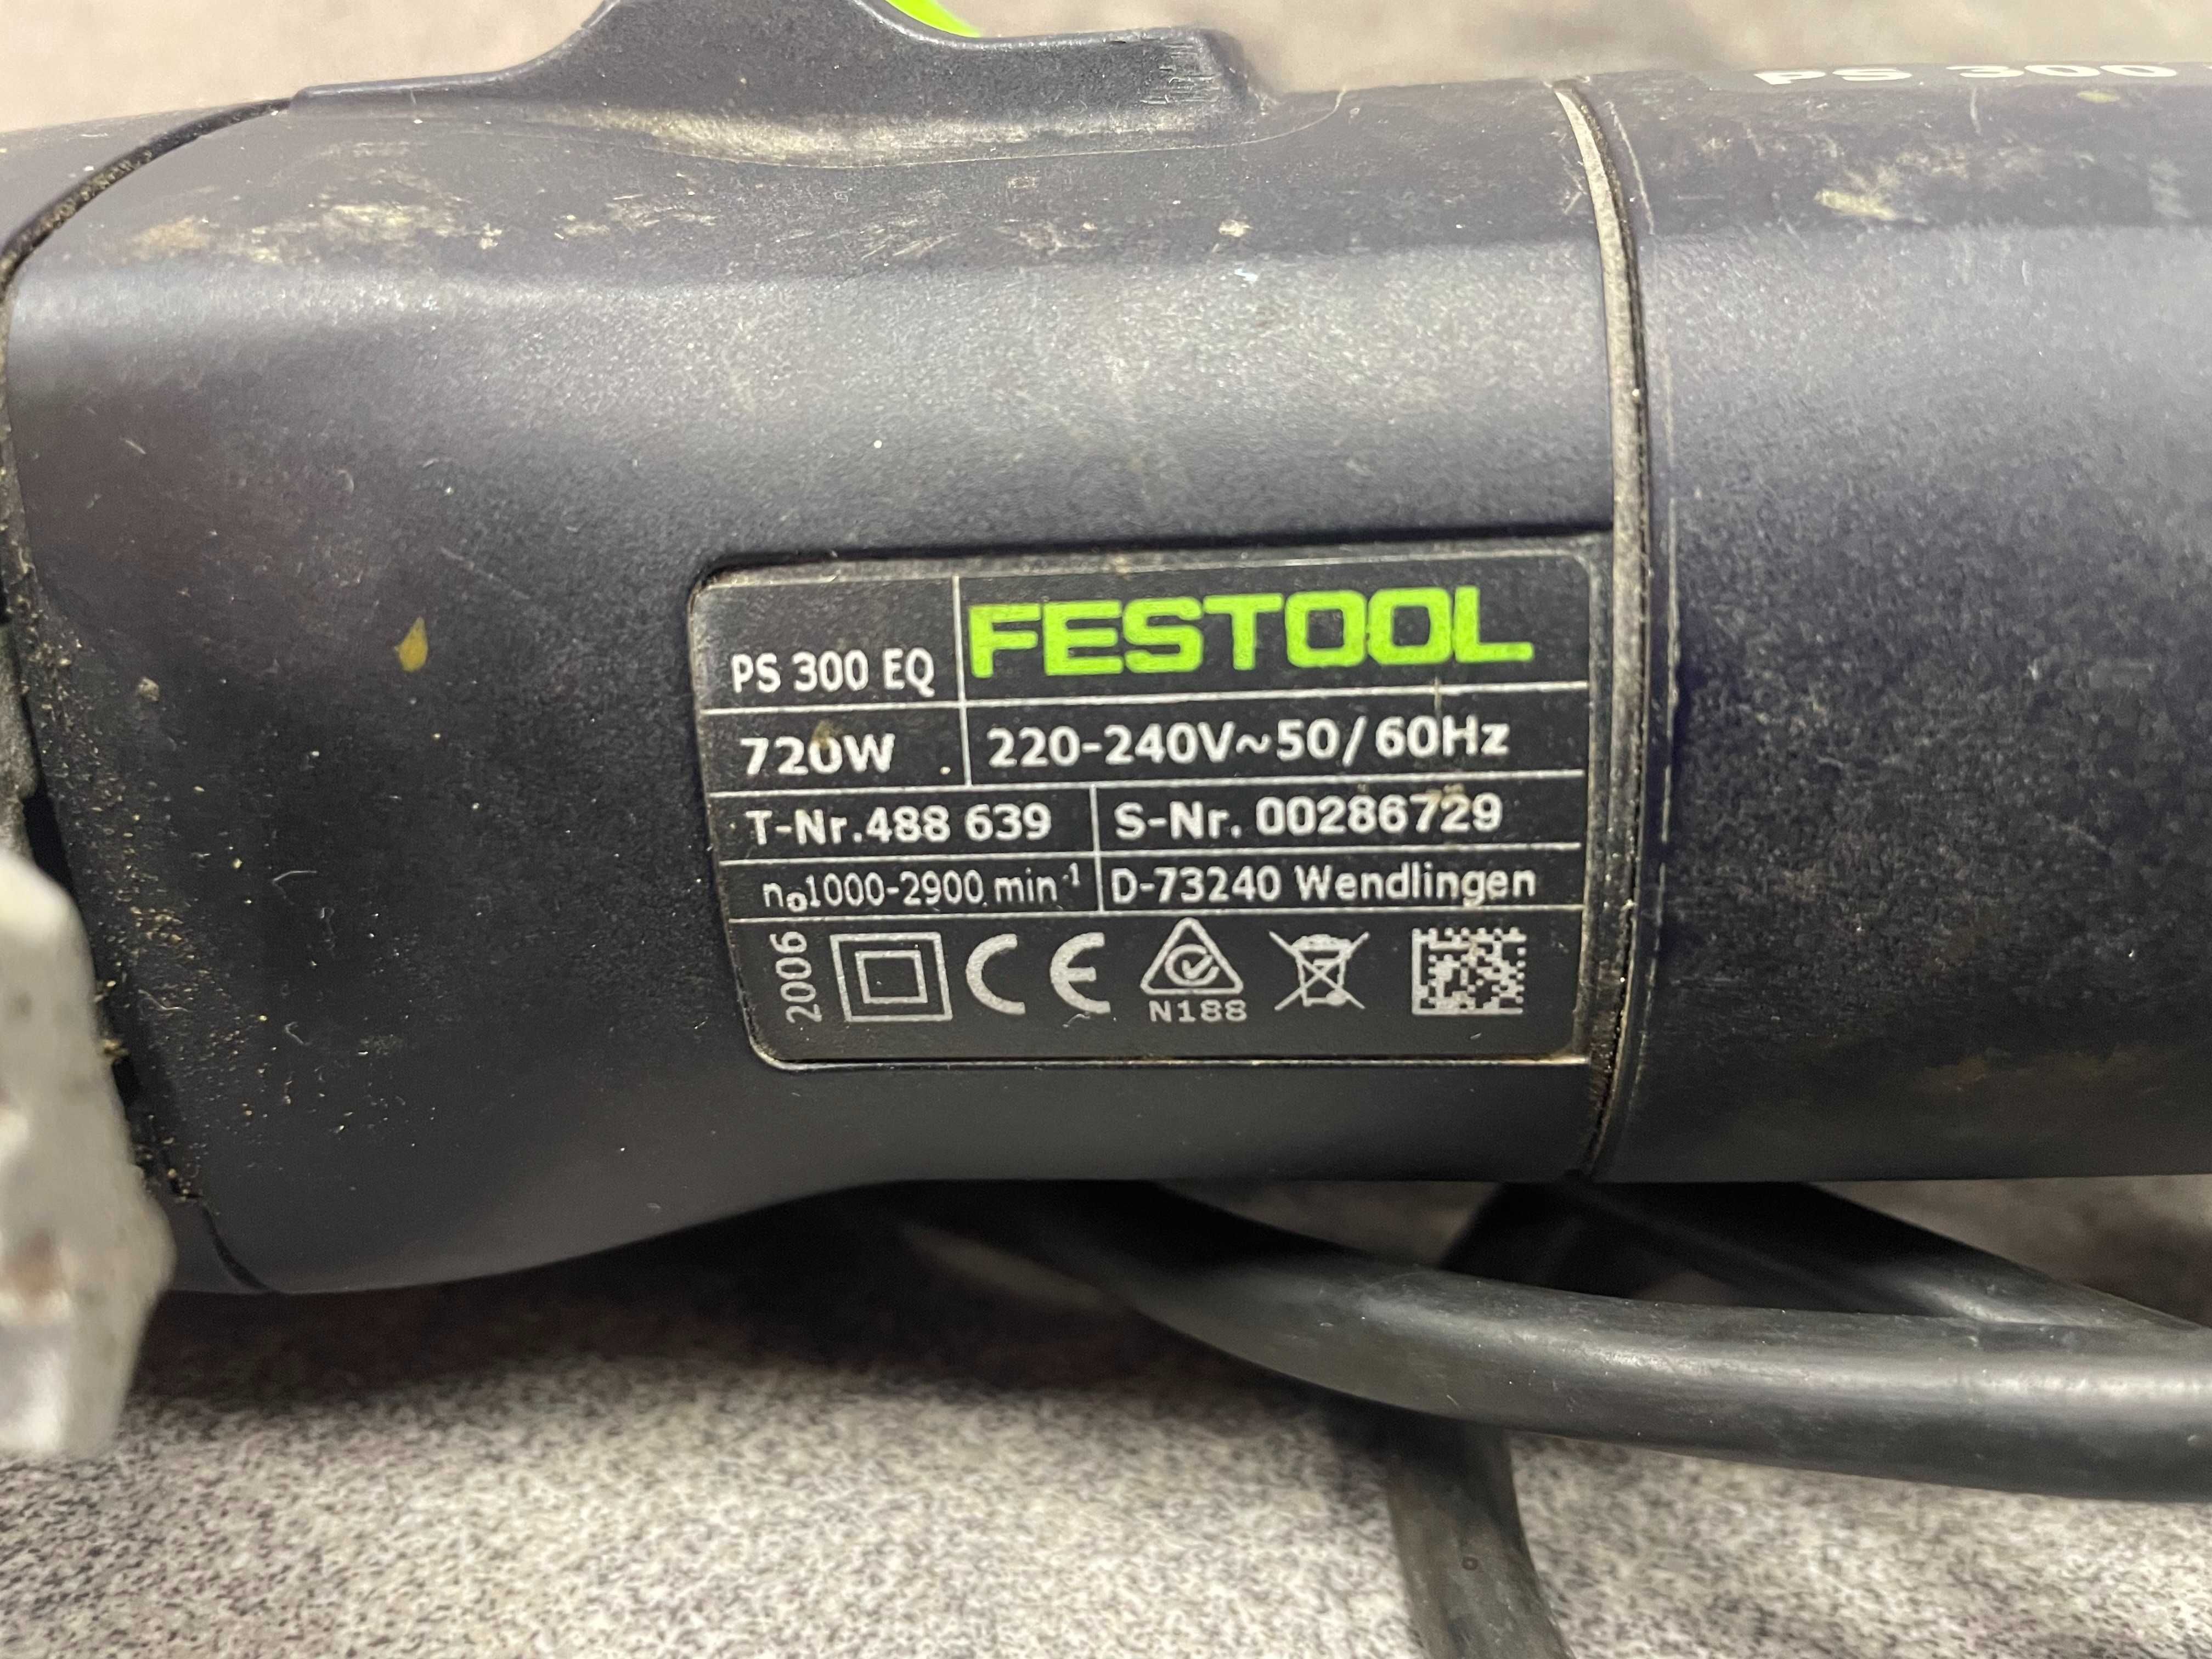 PS 300
PS 300 EQ
FESTOOL
720W
220-240V~50/60Hz
T-Nr.488 639
S-Nr. 00286729
n₀1000-2900 min⁻¹
D-73240 Wendlingen
2006
CE
N188